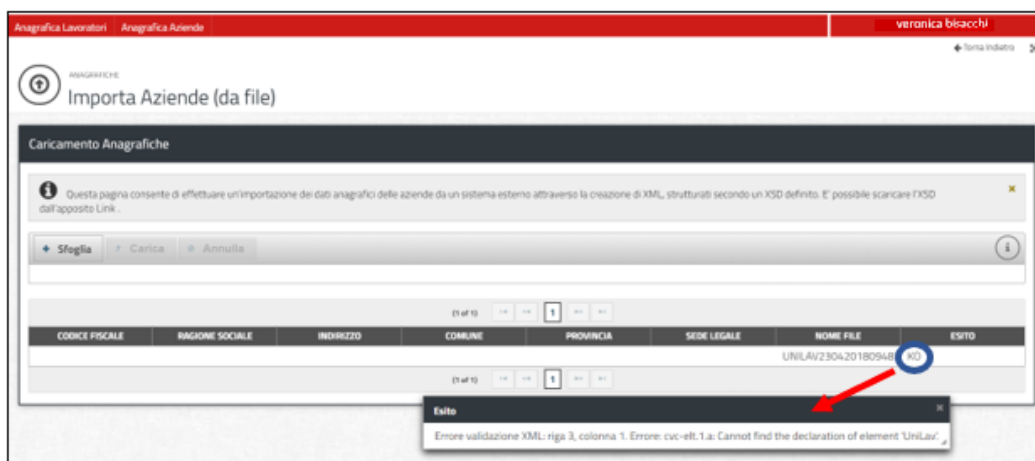 Anagrafica Lavoratori Anagrafica Aziende
veronica bisacchi
Torna indietro
ANAGRAFICHE
Importa Aziende (da file)
Caricamento Anagrafiche
Questa pagina consente di effettuare un'importazione dei dati anagrafici delle aziende da un sistema esterno attraverso la creazione di XML, strutturati secondo un XSD definito. E' possibile scaricare l'XSD
dall'apposito Link .
Sfoglia Carica Annulla
(1 of 1) 1
CODICE FISCALE RAGIONE SOCIALE INDIRIZZO COMUNE PROVINCIA SEDE LEGALE NOME FILE ESITO
UNILAV230420180948 KO
(1 of 1) 1
Esito
Errore validazione XML: riga 3, colonna 1. Errore: cvc-elt.1.a: Cannot find the declaration of element 'UniLav'.